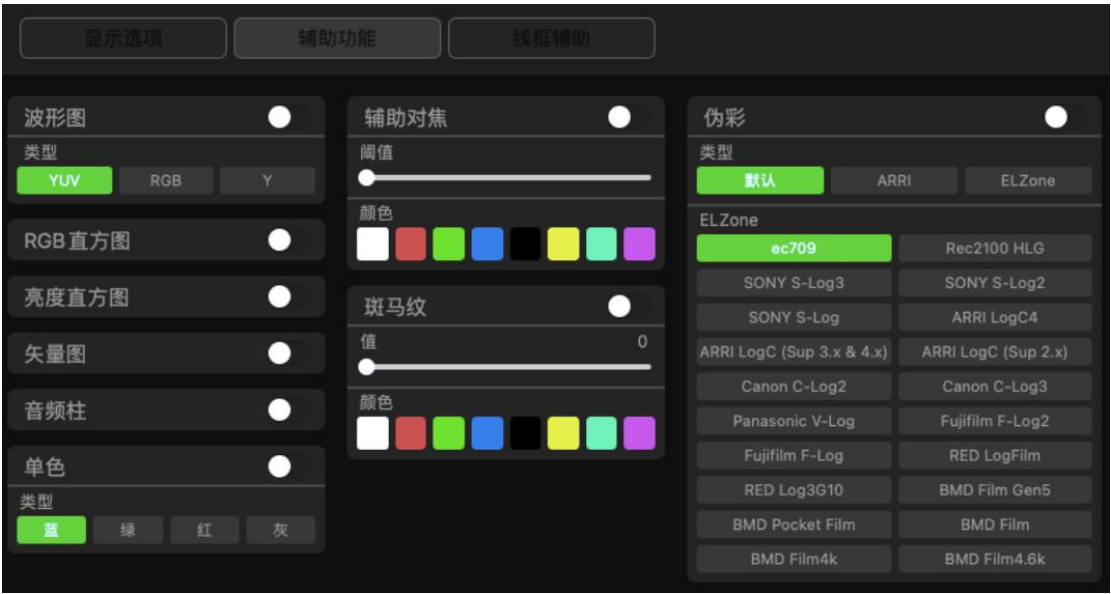 显示选项 辅助功能 线框辅助
波形图
类型
YUV RGB Y
RGB直方图
亮度直方图
矢量图
音频柱
单色
类型
蓝 绿 红 灰
辅助对焦
阈值
颜色
斑马纹
值 0
颜色
伪彩
类型
默认 ARRI ELZone
ELZone
ec709 Rec2100 HLG
SONY S-Log3 SONY S-Log2
SONY S-Log ARRI LogC4
ARRI LogC (Sup 3.x & 4.x) ARRI LogC (Sup 2.x)
Canon C-Log2 Canon C-Log3
Panasonic V-Log Fujifilm F-Log2
Fujifilm F-Log RED LogFilm
RED Log3G10 BMD Film Gen5
BMD Pocket Film BMD Film
BMD Film4k BMD Film4.6k